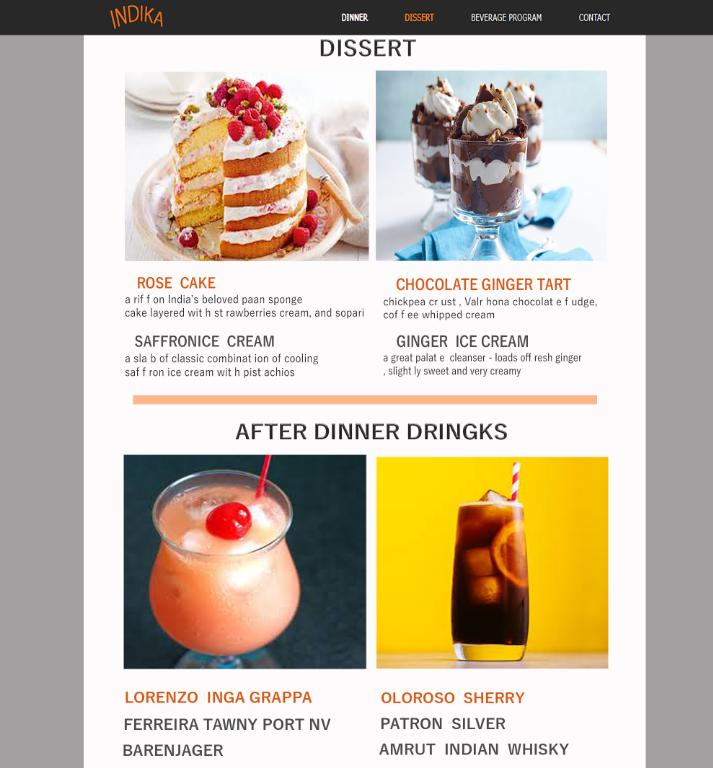 INDIKA
DINNER DISSERT BEVERAGE PROGRAM CONTACT
DISSERT
ROSE CAKE
a rif f on India's beloved paan sponge
cake layered wit h st rawberries cream, and sopari
SAFFRONICE CREAM
a sla b of classic combinat ion of cooling
saf f ron ice cream wit h pist achios
CHOCOLATE GINGER TART
chickpea cr ust , Valr hona chocolat e f udge,
cof f ee whipped cream
GINGER ICE CREAM
a great palat e cleanser - loads off resh ginger
, slight ly sweet and very creamy
AFTER DINNER DRINGKS
LORENZO INGA GRAPPA
FERREIRA TAWNY PORT NV
BARENJAGER
OLOROSO SHERRY
PATRON SILVER
AMRUT INDIAN WHISKY